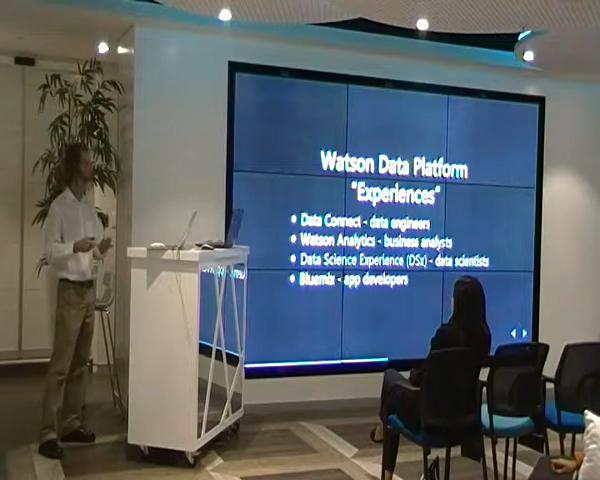 Watson Data Platform
"Experiences"
• Data Connect - data engineers
• Watson Analytics - business analysts
• Data Science Experience (DSx) - data scientists
• Bluemix - app developers